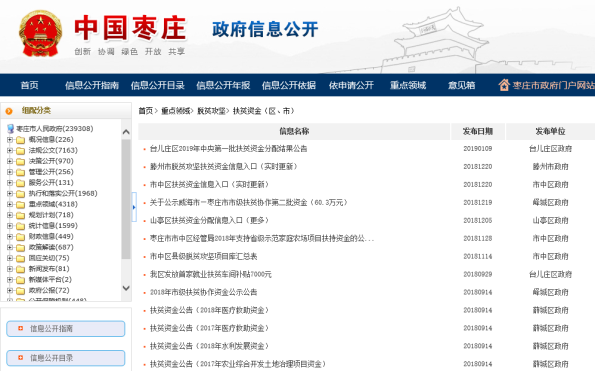 中国枣庄 政府信息公开
创新 协调 绿色 开放 共享
首页 信息公开指南 信息公开目录 信息公开年报 信息公开依据 依申请公开 重点领域 意见箱 枣庄市政府门户网站
组配分类
枣庄市人民政府(239308)
概况信息(226)
法规公文(7163)
决策公开(970)
管理公开(256)
服务公开(131)
执行和落实公开(1968)
重点领域(4318)
规划计划(718)
统计信息(1599)
财政信息(449)
政策解读(687)
回应关切(75)
新闻发布(81)
新媒体平台(2)
政府公报(72)
信息公开指南
信息公开目录
首页> 重点领域> 脱贫攻坚> 扶贫资金（区、市）
信息名称 发布日期 发布单位
台儿庄区2019年中央第一批扶贫资金分配结果公告 20190109 台儿庄区政府
滕州市脱贫攻坚扶贫资金信息入口（实时更新） 20181220 滕州市政府
市中区扶贫资金信息入口（实时更新） 20181220 市中区政府
关于公示威海市－枣庄市市级扶贫协作第二批资金（60.3万元） 20181219 峄城区政府
山亭区扶贫资金分配信息入口（更多） 20181205 山亭区政府
枣庄市市中区经管局2018年支持省级示范家庭农场项目扶持资金的公... 20181128 市中区政府
市中区县级脱贫攻坚项目库汇总表 20181114 市中区政府
我区发放首家就业扶贫车间补贴7000元 20180929 台儿庄区政府
2018年市级扶贫协作资金公示公告 20180914 峄城区政府
扶贫资金公告（2018年医疗救助资金） 20180914 薛城区政府
扶贫资金公告（2017年医疗救助资金） 20180914 薛城区政府
扶贫资金公告（2018年水利发展资金） 20180914 薛城区政府
扶贫资金公告（2017年农业综合开发土地治理项目资金） 20180914 薛城区政府